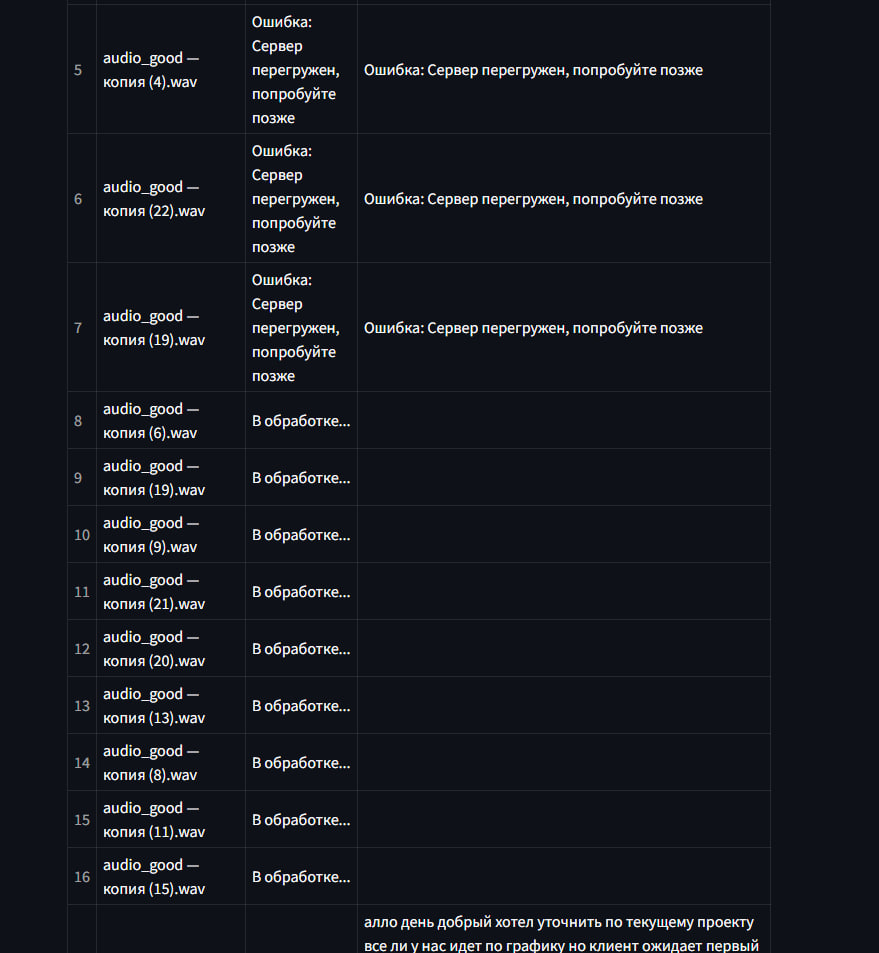 5
audio_good —
копия (4).wav
Ошибка:
Сервер
перегружен,
попробуйте
позже
Ошибка: Сервер перегружен, попробуйте позже
6
audio_good —
копия (22).wav
Ошибка:
Сервер
перегружен,
попробуйте
позже
Ошибка: Сервер перегружен, попробуйте позже
7
audio_good —
копия (19).wav
Ошибка:
Сервер
перегружен,
попробуйте
позже
Ошибка: Сервер перегружен, попробуйте позже
8
audio_good —
копия (6).wav
В обработке...
9
audio_good —
копия (19).wav
В обработке...
10
audio_good —
копия (9).wav
В обработке...
11
audio_good —
копия (21).wav
В обработке...
12
audio_good —
копия (20).wav
В обработке...
13
audio_good —
копия (13).wav
В обработке...
14
audio_good —
копия (8).wav
В обработке...
15
audio_good —
копия (11).wav
В обработке...
16
audio_good —
копия (15).wav
В обработке...
алло день добрый хотел уточнить по текущему проекту
все ли у нас идет по графику но клиент ожидает первый